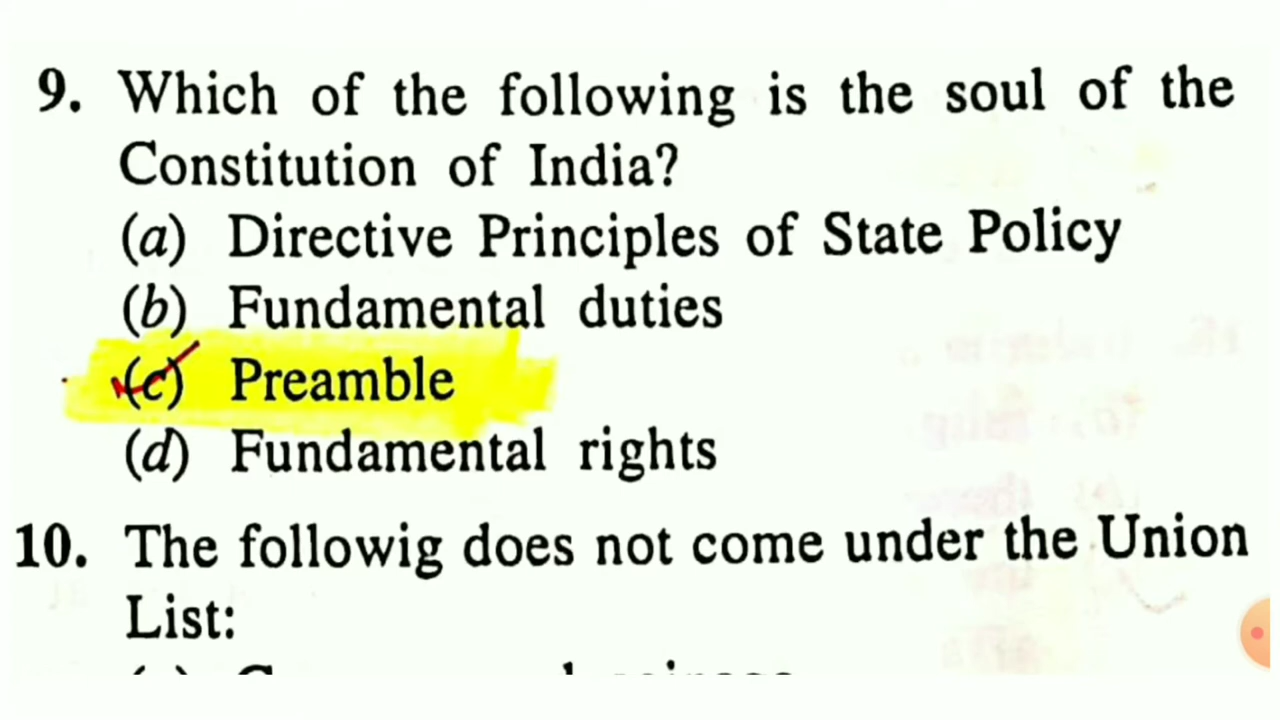 9. Which of the following is the soul of the
Constitution of India?
(a) Directive Principles of State Policy
(b) Fundamental duties
(c) Preamble
(d) Fundamental rights
10. The followig does not come under the Union
List: